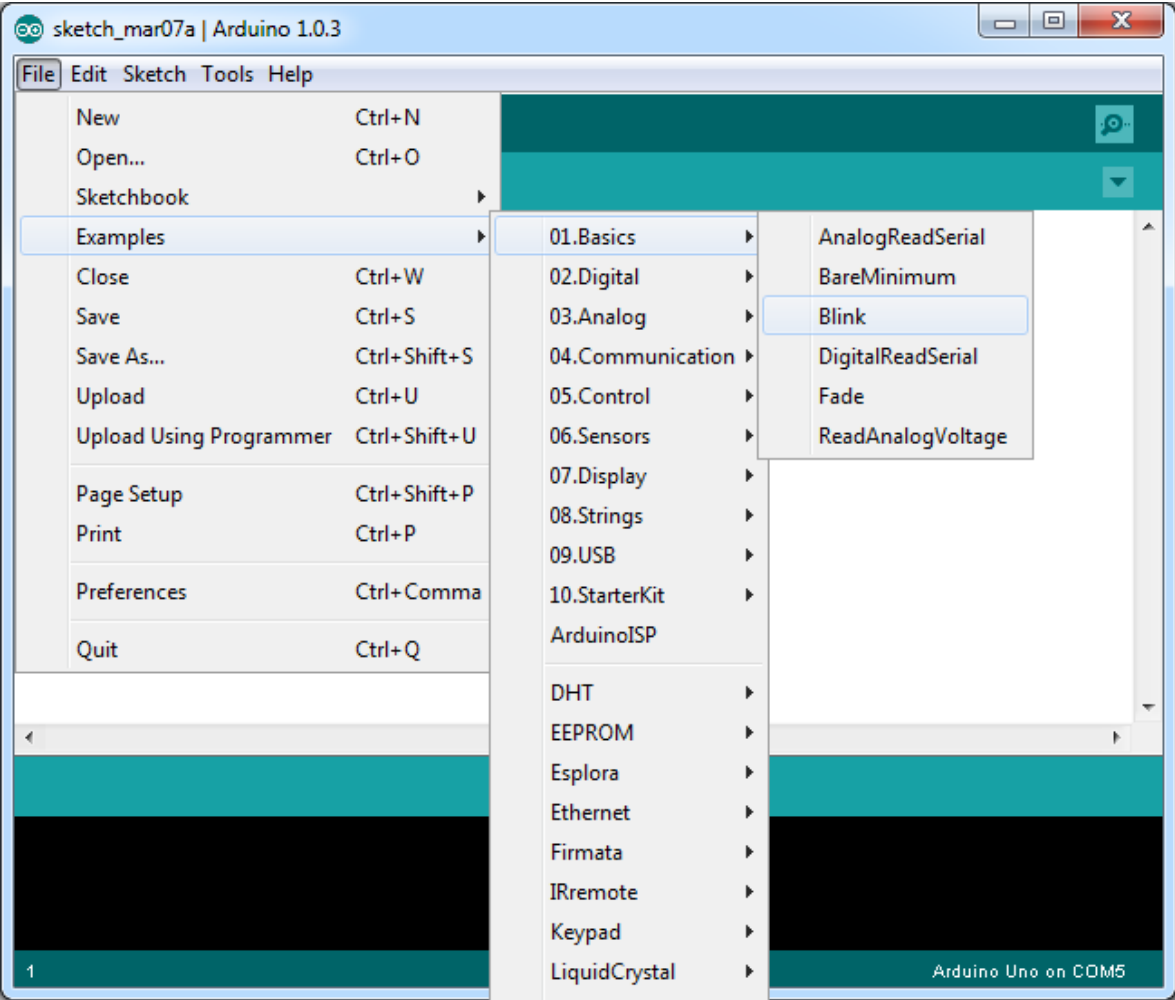 sketch_mar07a | Arduino 1.0.3
File Edit Sketch Tools Help
New Ctrl+N
Open... Ctrl+O
Sketchbook
Examples
Close Ctrl+W
Save Ctrl+S
Save As... Ctrl+Shift+S
Upload Ctrl+U
Upload Using Programmer Ctrl+Shift+U
Page Setup Ctrl+Shift+P
Print Ctrl+P
Preferences Ctrl+Comma
Quit Ctrl+Q
01.Basics
02.Digital
03.Analog
04.Communication
05.Control
06.Sensors
07.Display
08.Strings
09.USB
10.StarterKit
ArduinoISP
DHT
EEPROM
Esplora
Ethernet
Firmata
IRremote
Keypad
LiquidCrystal
AnalogReadSerial
BareMinimum
Blink
DigitalReadSerial
Fade
ReadAnalogVoltage
1 Arduino Uno on COM5